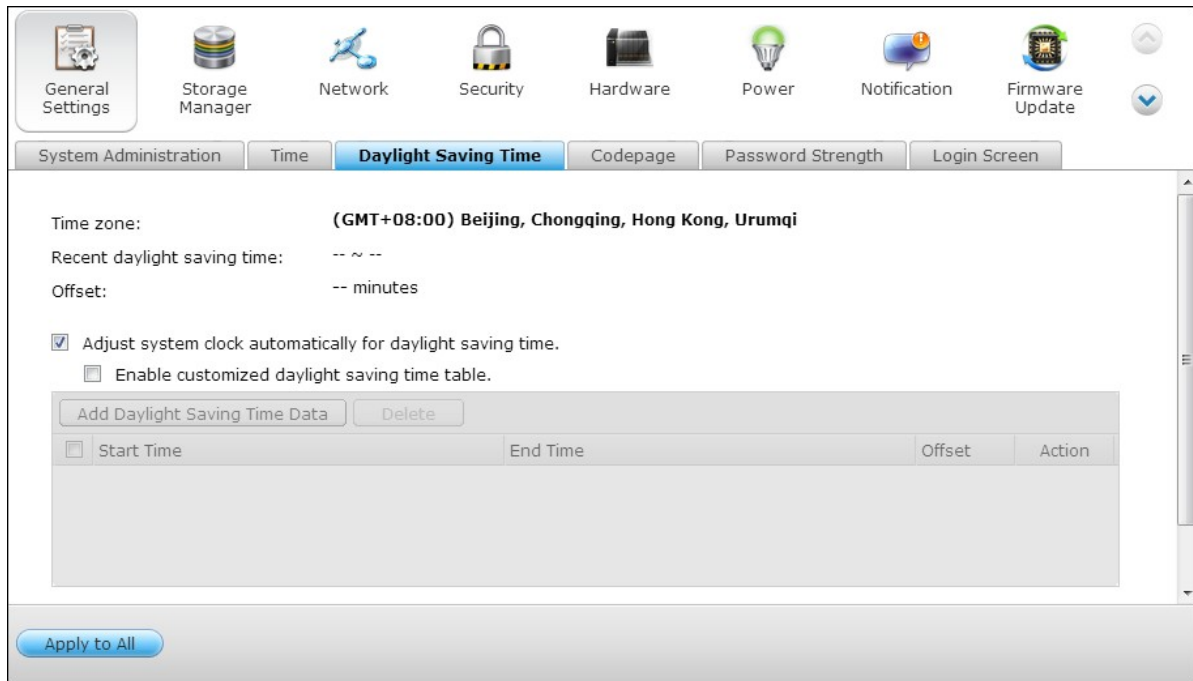 General Settings
Storage Manager
Network
Security
Hardware
Power
Notification
Firmware Update
System Administration
Time
Daylight Saving Time
Codepage
Password Strength
Login Screen
Time zone: (GMT+08:00) Beijing, Chongqing, Hong Kong, Urumqi
Recent daylight saving time: -- ~ --
Offset: -- minutes
Adjust system clock automatically for daylight saving time.
Enable customized daylight saving time table.
Add Daylight Saving Time Data Delete
Start Time End Time Offset Action
Apply to All